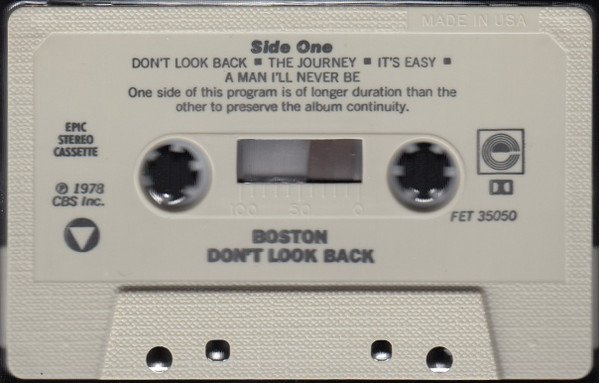 MADE IN USA
Side One
DON'T LOOK BACK ■ THE JOURNEY ■ IT'S EASY ■
A MAN I'LL NEVER BE
One side of this program is of longer duration than the
other to preserve the album continuity.
EPIC
STEREO
CASSETTE
℗ 1978
CBS Inc.
100 50 0
FET 35050
BOSTON
DON'T LOOK BACK